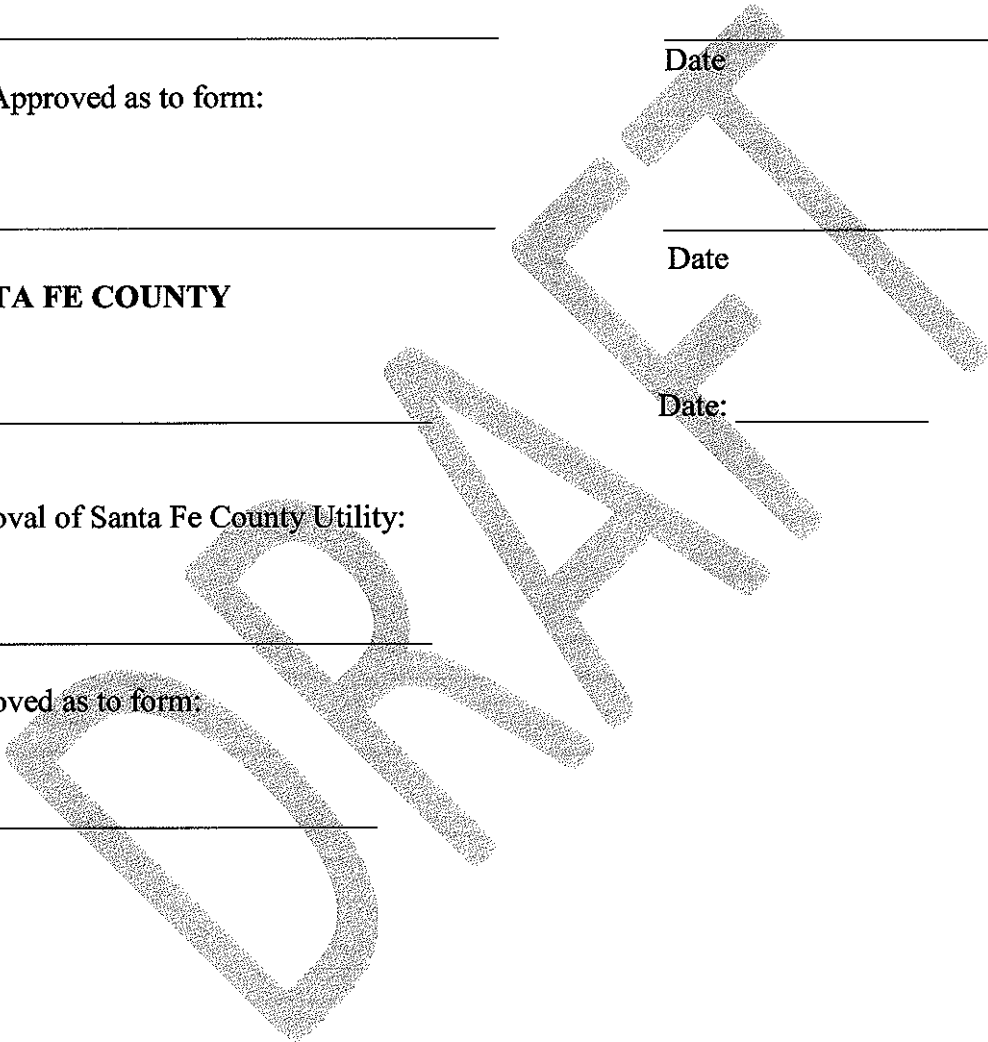 Date
Approved as to form:
Date
TA FE COUNTY
Date:
oval of Santa Fe County Utility:
oved as to form:
DRAFT